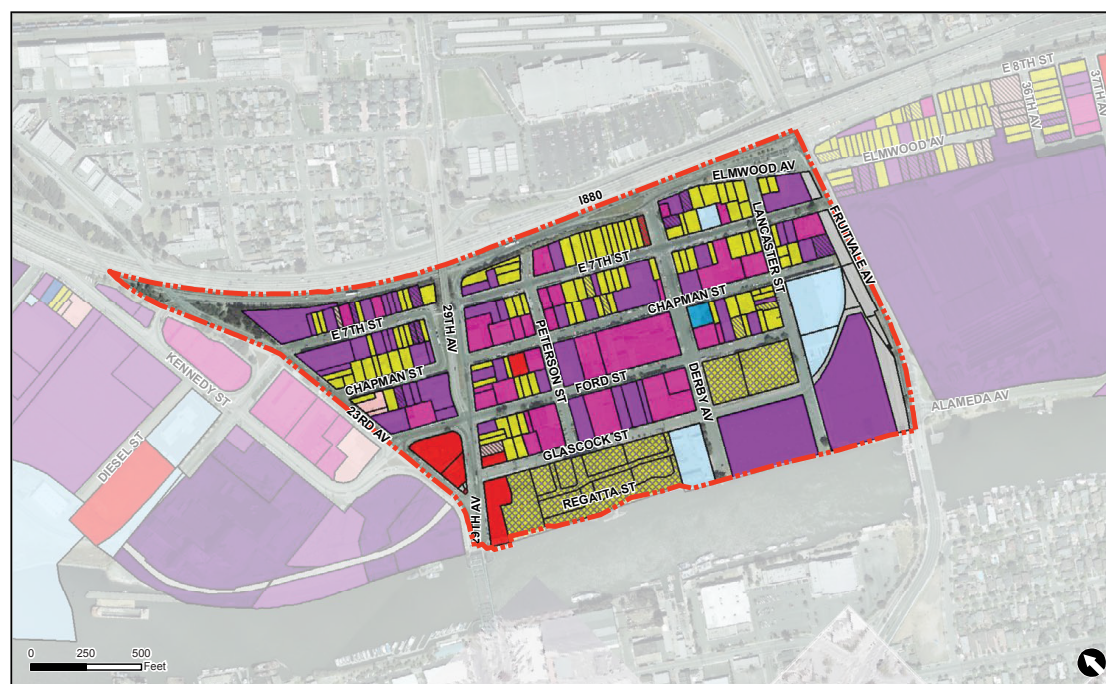 E 8TH ST
37TH AV
36TH AV
ELMWOOD AV
ELMWOOD AV
I880
LANCASTER ST
FRUITVALE AV
E 7TH ST
CHAPMAN ST
29TH AV
E 7TH ST
PETERSON ST
KENNEDY ST
CHAPMAN ST
FORD ST
DERBY AV
23RD AV
ALAMEDA AV
GLASCOCK ST
DIESEL ST
REGATTA ST
29TH AV
0 250 500
Feet